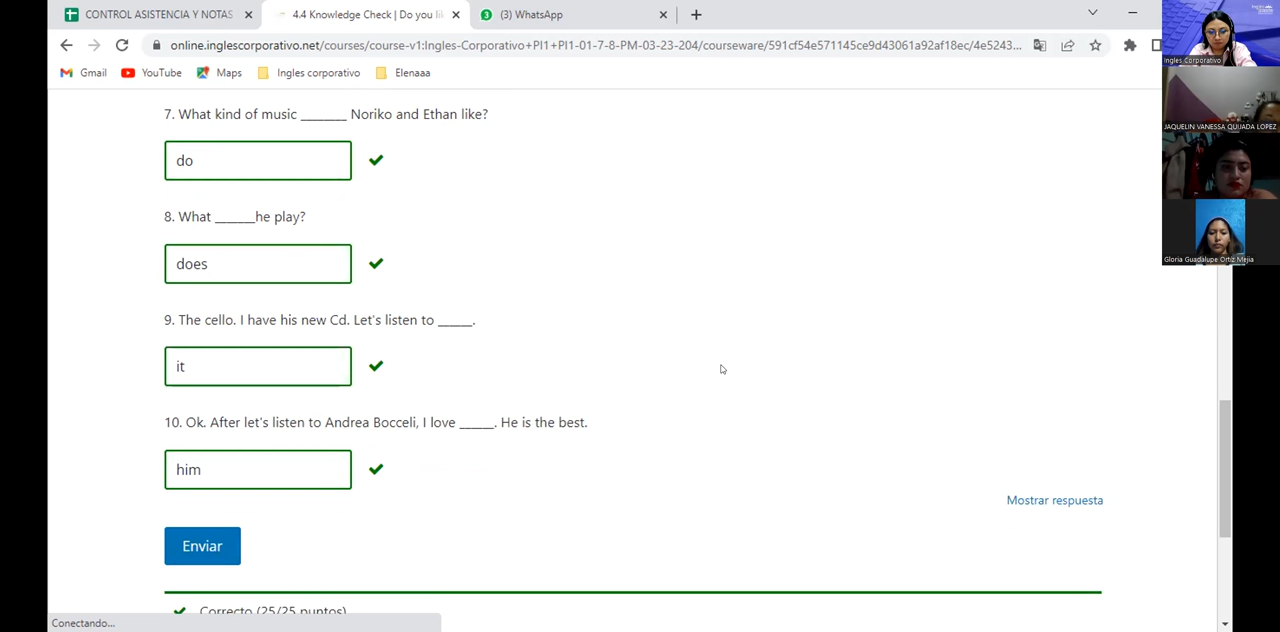 CONTROL ASISTENCIA Y NOTAS
4.4 Knowledge Check | Do you li
(3) WhatsApp
online.inglescorporativo.net/courses/course-v1:Ingles-Corporativo+PI1+PI1-01-7-8-PM-03-23-204/courseware/591cf54e571145ce9d43061a92af18ec/4e5243...
Gmail YouTube Maps Ingles corporativo Elenaaa
Ingles Corporativo
JAQUELIN VANESSA QUIJADA LOPEZ
Gloria Guadalupe Ortiz Mejia
7. What kind of music _______ Noriko and Ethan like?
do
8. What ______he play?
does
9. The cello. I have his new Cd. Let's listen to _____.
it
10. Ok. After let's listen to Andrea Bocceli, I love _____. He is the best.
him
Mostrar respuesta
Enviar
Correcto (25/25 puntos)
Conectando...